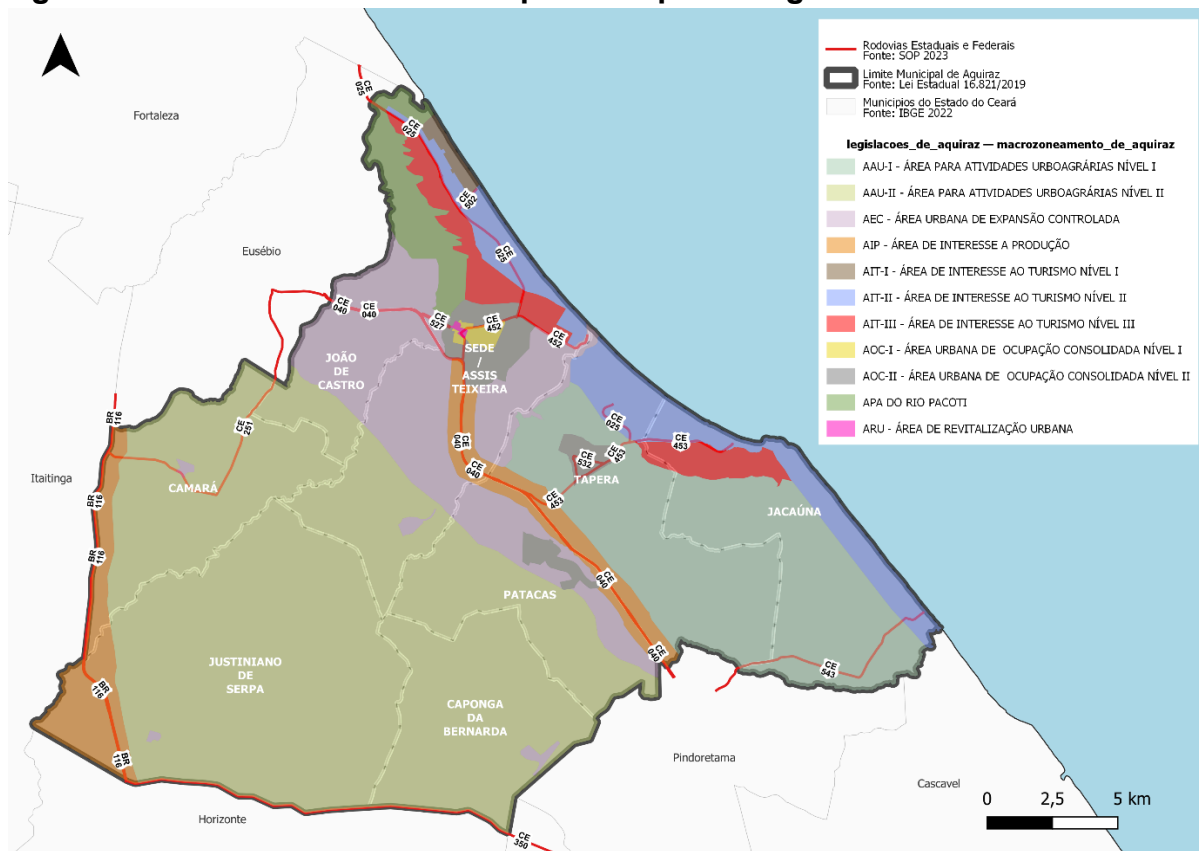 Rodovias Estaduais e Federais
Fonte: SOP 2023
Limite Municipal de Aquiraz
Fonte: Lei Estadual 16.821/2019
Municipios do Estado do Ceará
Fonte: IBGE 2022
legislacoes_de_aquiraz — macrozoneamento_de_aquiraz
AAU-I - ÁREA PARA ATIVIDADES URBOAGRÁRIAS NÍVEL I
AAU-II - ÁREA PARA ATIVIDADES URBOAGRÁRIAS NÍVEL II
AEC - ÁREA URBANA DE EXPANSÃO CONTROLADA
AIP - ÁREA DE INTERESSE A PRODUÇÃO
AIT-I - ÁREA DE INTERESSE AO TURISMO NÍVEL I
AIT-II - ÁREA DE INTERESSE AO TURISMO NÍVEL II
AIT-III - ÁREA DE INTERESSE AO TURISMO NÍVEL III
AOC-I - ÁREA URBANA DE OCUPAÇÃO CONSOLIDADA NÍVEL I
AOC-II - ÁREA URBANA DE OCUPAÇÃO CONSOLIDADA NÍVEL II
APA DO RIO PACOTI
ARU - ÁREA DE REVITALIZAÇÃO URBANA
CE
025
Fortaleza
CE
025
CE
502
Eusébio
CE
025
CE
040
CE
040
CE
527
CE
452
CE
452
SEDE
/
ASSIS
TEIXEIRA
JOÃO
DE
CASTRO
BR
116
CE
251
CE
040
CE
025
CE
453
CE
453
CE
532
CE
040
TAPERA
Itaitinga
CAMARÁ
CE
453
BR
116
JACAÚNA
BR
116
CE
040
PATACAS
CE
040
JUSTINIANO
DE
SERPA
CE
543
BR
116
CAPONGA
DA
BERNARDA
BR
116
Pindoretama
Cascavel
Horizonte
CE
350
0 2,5 5 km